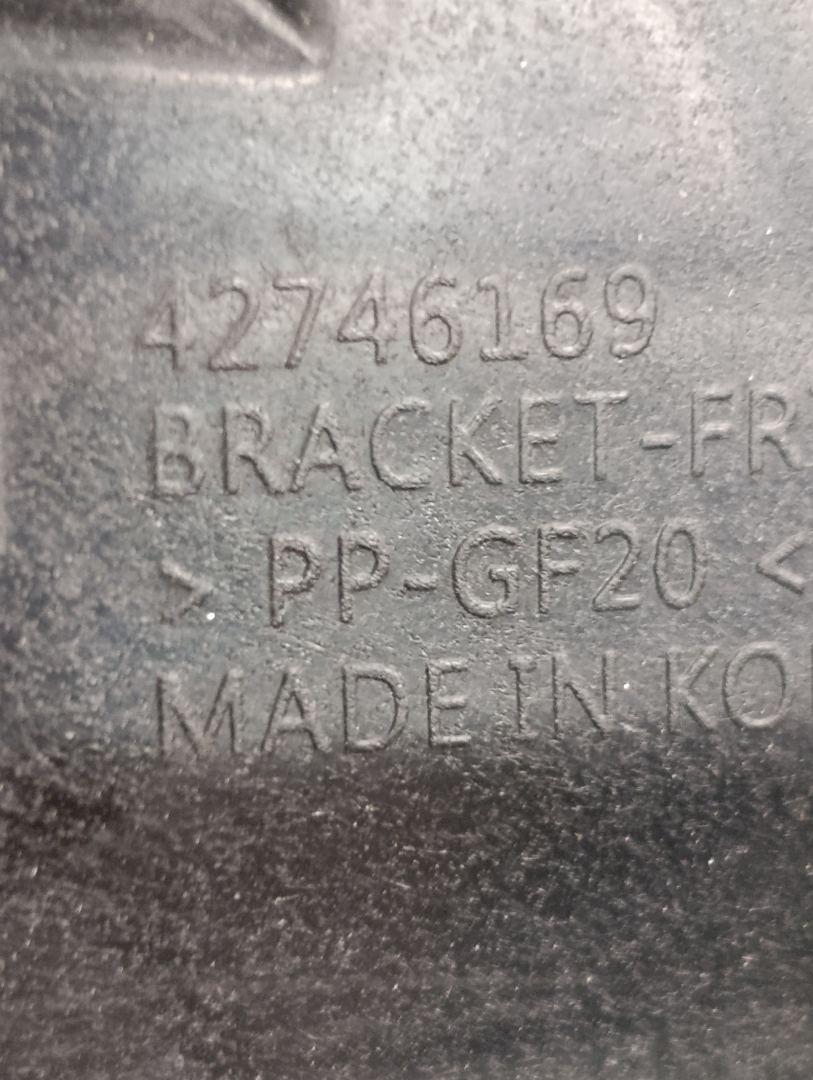 42746169
BRACKET-FR
> PP-GF20 <
MADE IN KO